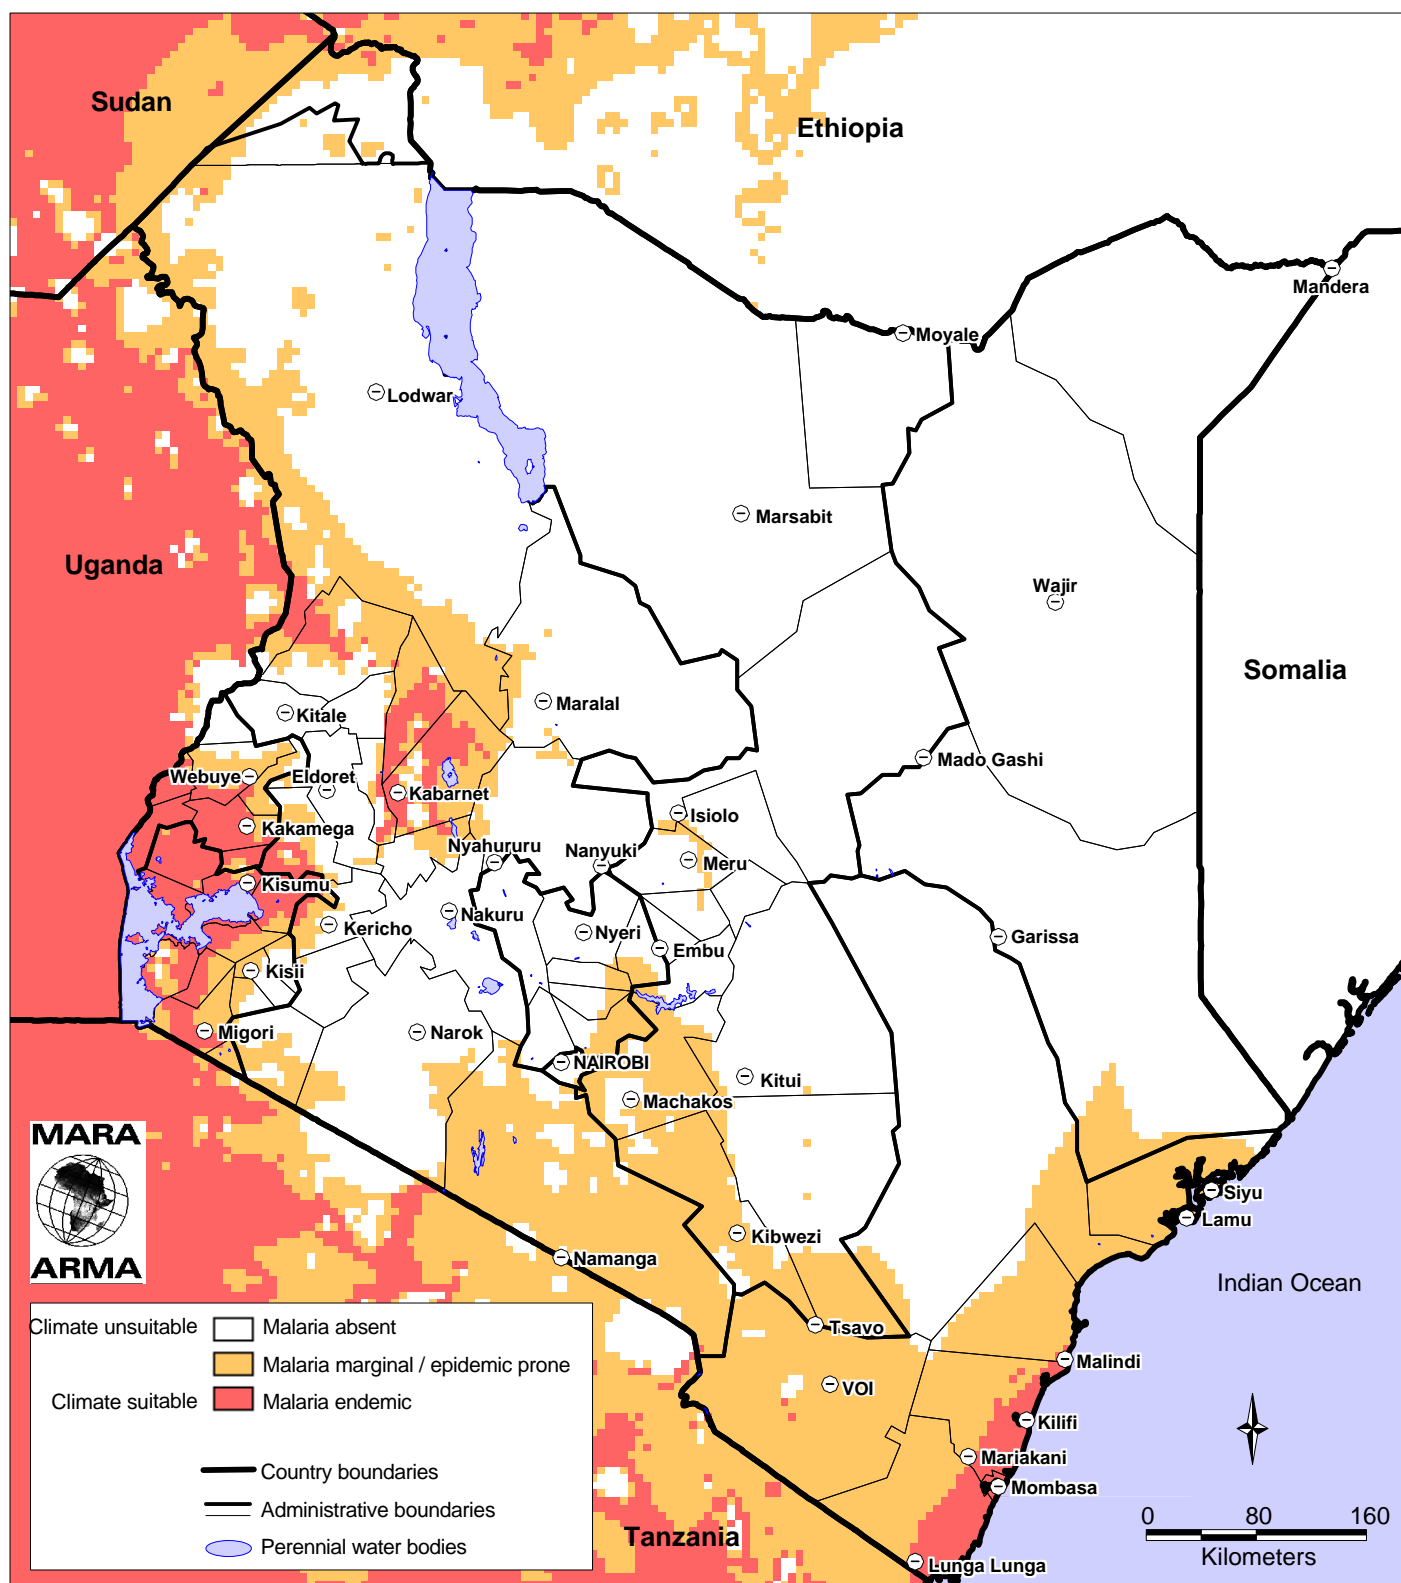 Sudan
Ethiopia
Mandera
Moyale
Lodwar
Marsabit
Uganda
Wajir
Somalia
Maralal
Kitale
Mado Gashi
Webuye
Eldoret
Kabarnet
Isiolo
Kakamega
Nyahururu
Nanyuki
Meru
Kisumu
Nakuru
Kericho
Nyeri
Garissa
Embu
Kisii
Migori
Narok
NAIROBI
Kitui
Machakos
MARA
ARMA
Siyu
Lamu
Kibwezi
Namanga
Indian Ocean
Tsavo
Malindi
VOI
Kilifi
Mariakani
Mombasa
Tanzania
Lunga Lunga
Climate unsuitable
Malaria absent
Malaria marginal / epidemic prone
Climate suitable
Malaria endemic
Country boundaries
Administrative boundaries
Perennial water bodies
0 80 160
Kilometers